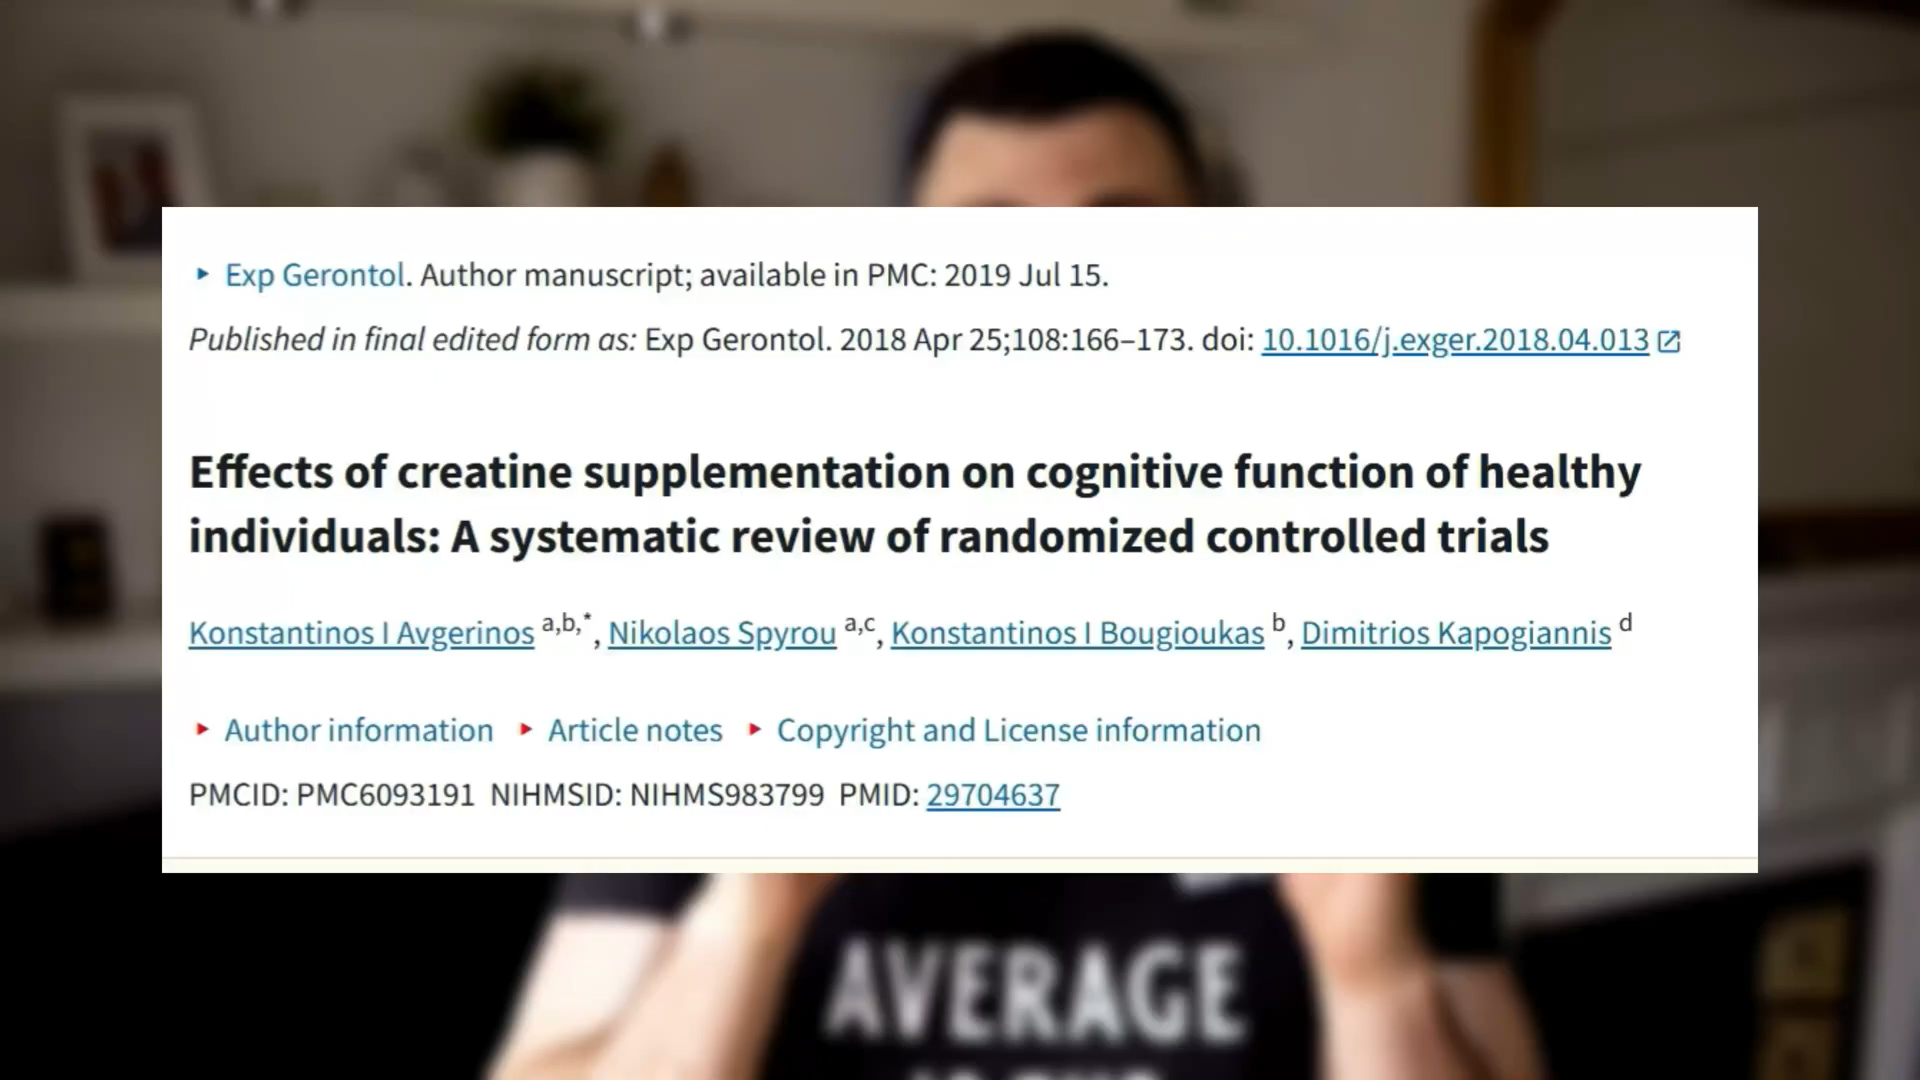 Exp Gerontol. Author manuscript; available in PMC: 2019 Jul 15.
Published in final edited form as: Exp Gerontol. 2018 Apr 25;108:166–173. doi: 10.1016/j.exger.2018.04.013
Effects of creatine supplementation on cognitive function of healthy
individuals: A systematic review of randomized controlled trials
Konstantinos I Avgerinos a,b,*, Nikolaos Spyrou a,c, Konstantinos I Bougioukas b, Dimitrios Kapogiannis d
Author information Article notes Copyright and License information
PMCID: PMC6093191 NIHMSID: NIHMS983799 PMID: 29704637
AVERAGE